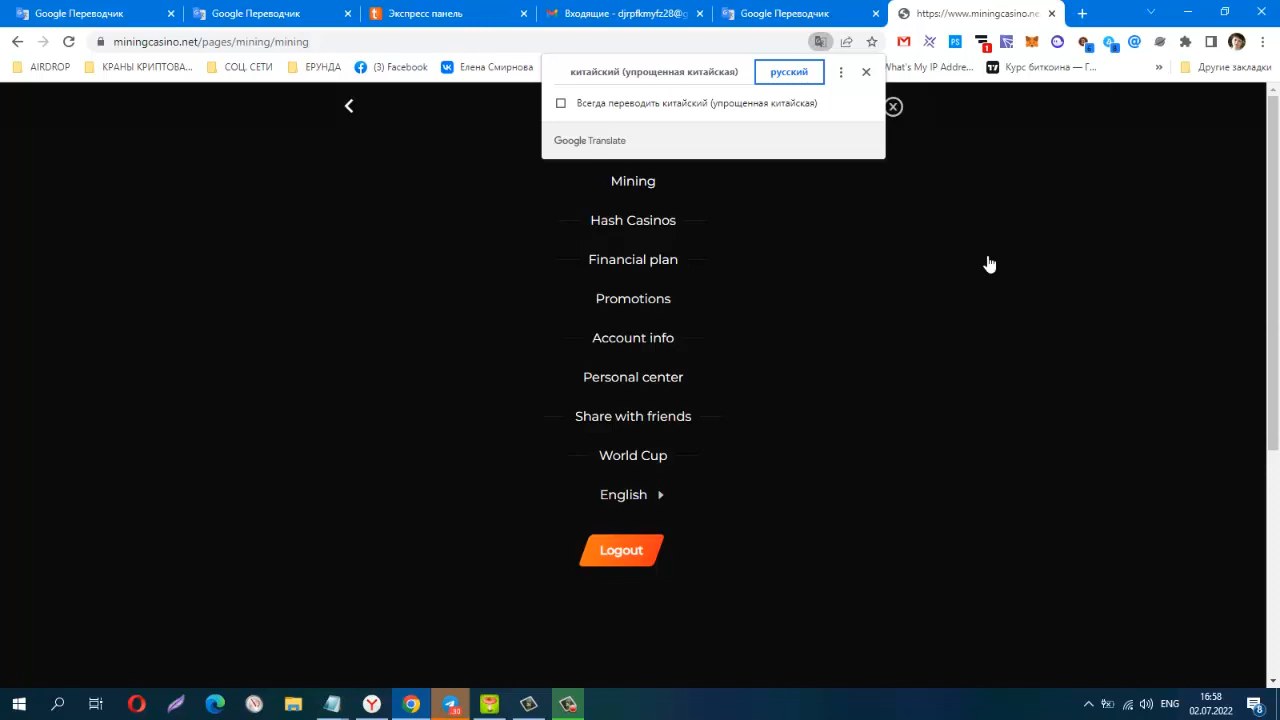 Google Переводчик
Google Переводчик
Экспресс панель
Входящие - djrpfkmyfz28@g
Google Переводчик
https://www.miningcasino.ne
miningcasino.net/pages/mining/mining
AIRDROP
КРАНЫ КРИПТОВА...
СОЦ. СЕТИ
ЕРУНДА
(3) Facebook
Елена Смирнова
What's My IP Addre...
Курс биткоина — Г...
»
Другие закладки
китайский (упрощенная китайская)
русский
Всегда переводить китайский (упрощенная китайская)
Google Translate
Mining
Hash Casinos
Financial plan
Promotions
Account info
Personal center
Share with friends
World Cup
English
Logout
ENG
16:58
02.07.2022